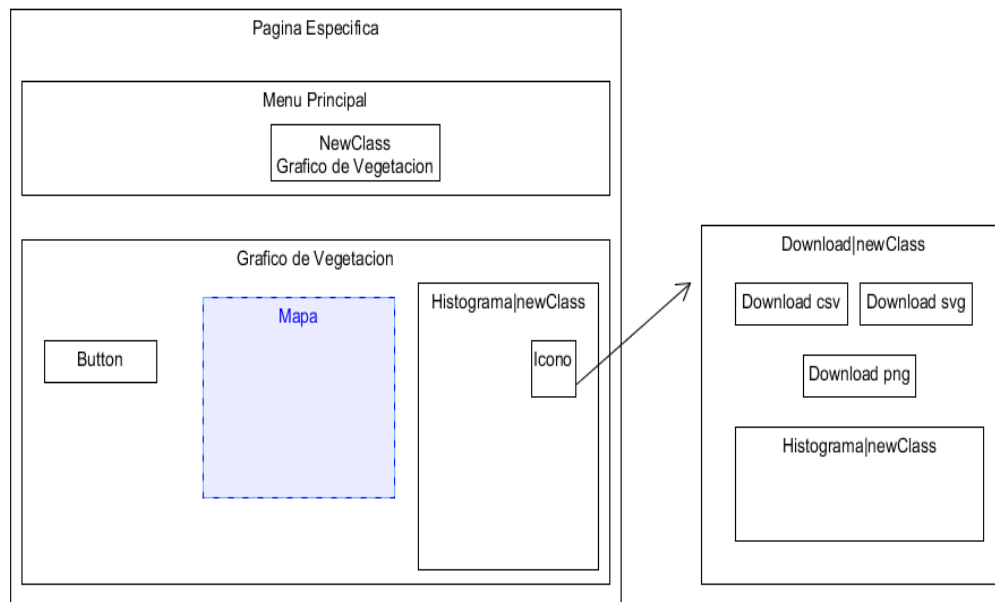 Pagina Especifica
Menu Principal
NewClass
Grafico de Vegetacion
Grafico de Vegetacion
Button
Mapa
Histograma|newClass
Icono
Download|newClass
Download csv
Download svg
Download png
Histograma|newClass